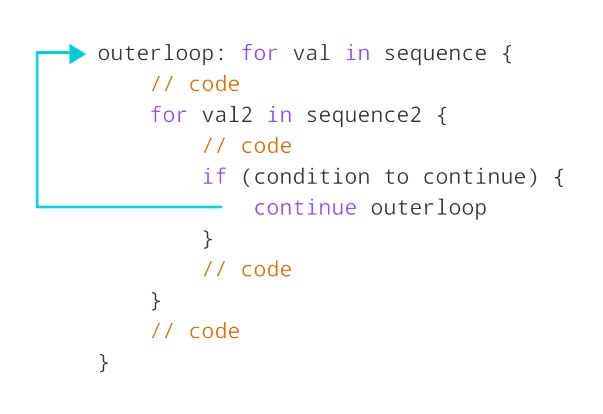 outerloop: for val in sequence {
    // code
    for val2 in sequence2 {
        // code
        if (condition to continue) {
            continue outerloop
        }
        // code
    }
    // code
}